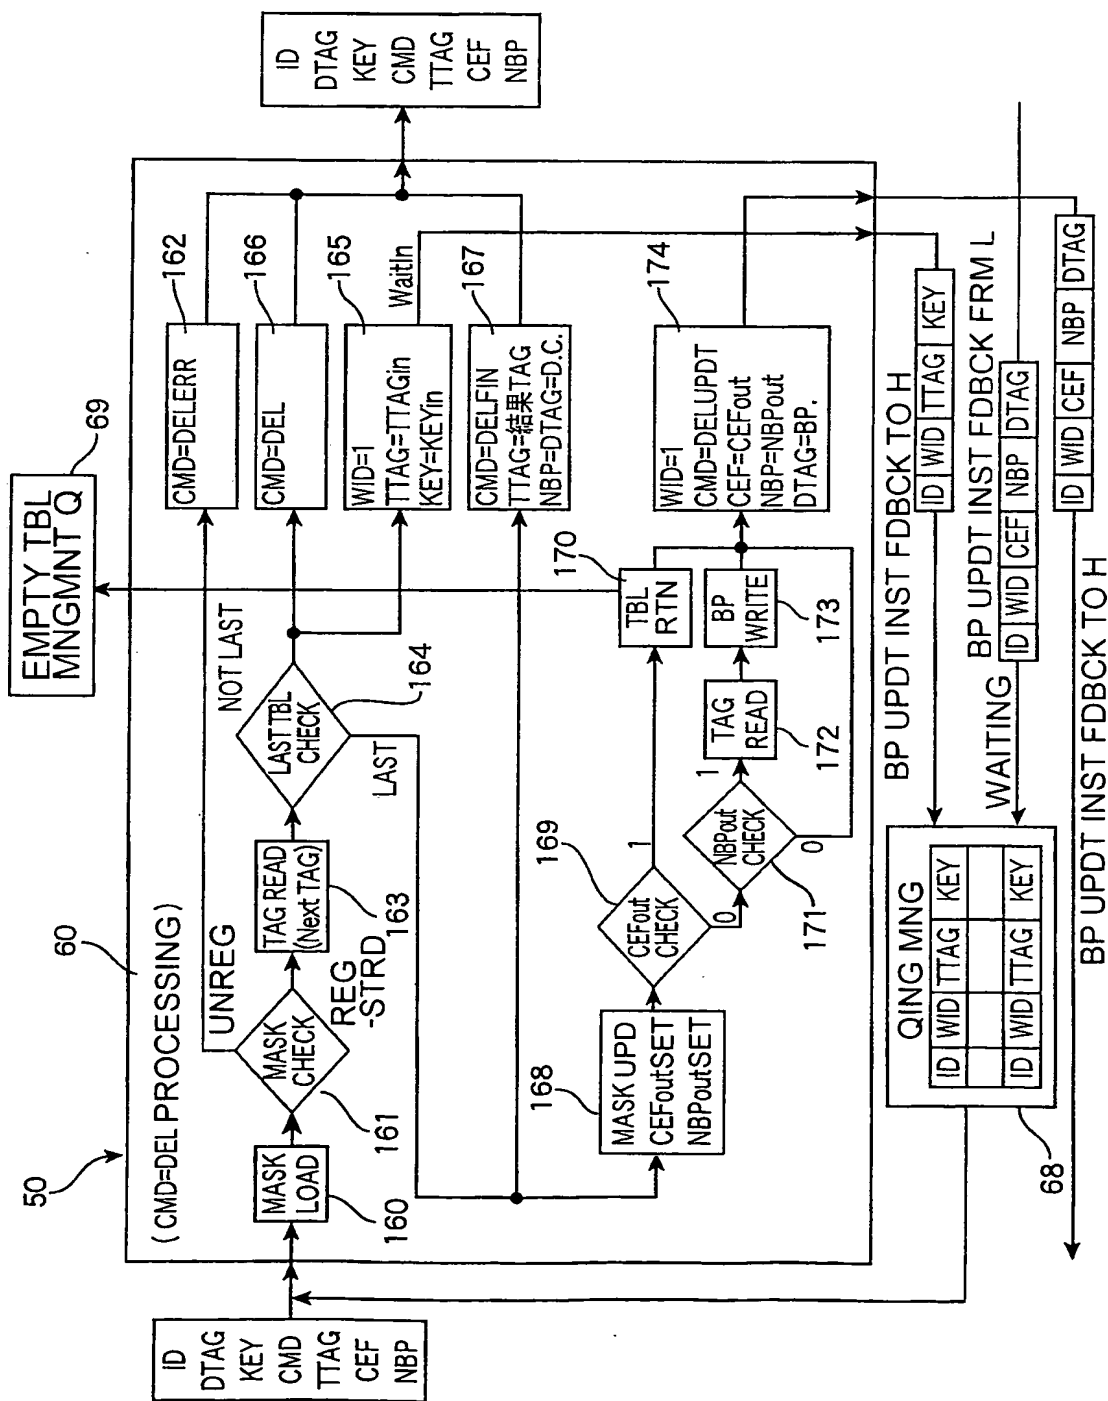 ID
DTAG
KEY
CMD
TTAG
CEF
NBP
50
60
(CMD=DEL PROCESSING)
MASK
LOAD
160
MASK
CHECK
161
UNREG
REG
-STRD
TAG READ
(Next TAG)
163
LAST TBL
CHECK
164
NOT LAST
LAST
EMPTY TBL
MNGMNT Q
69
CMD=DELERR
162
CMD=DEL
166
WID=1
TTAG=TTAGin
KEY=KEYin
165
WaitIn
CMD=DELFIN
TTAG=結果TAG
NBP=DTAG=D.C.
167
ID
DTAG
KEY
CMD
TTAG
CEF
NBP
MASK UPD
CEFoutSET
NBPoutSET
168
CEFout
CHECK
169
1
0
TBL
RTN
170
NBPout
CHECK
171
1
0
TAG
READ
172
BP
WRITE
173
WID=1
CMD=DELUPDT
CEF=CEFout
NBP=NBPout
DTAG=BP.
174
QING MNG
ID WID TTAG KEY
ID WID TTAG KEY
68
BP UPDT INST FDBCK TO H
ID WID TTAG KEY
WAITING
BP UPDT INST FDBCK FRM L
ID WID CEF NBP DTAG
BP UPDT INST FDBCK TO H
ID WID CEF NBP DTAG